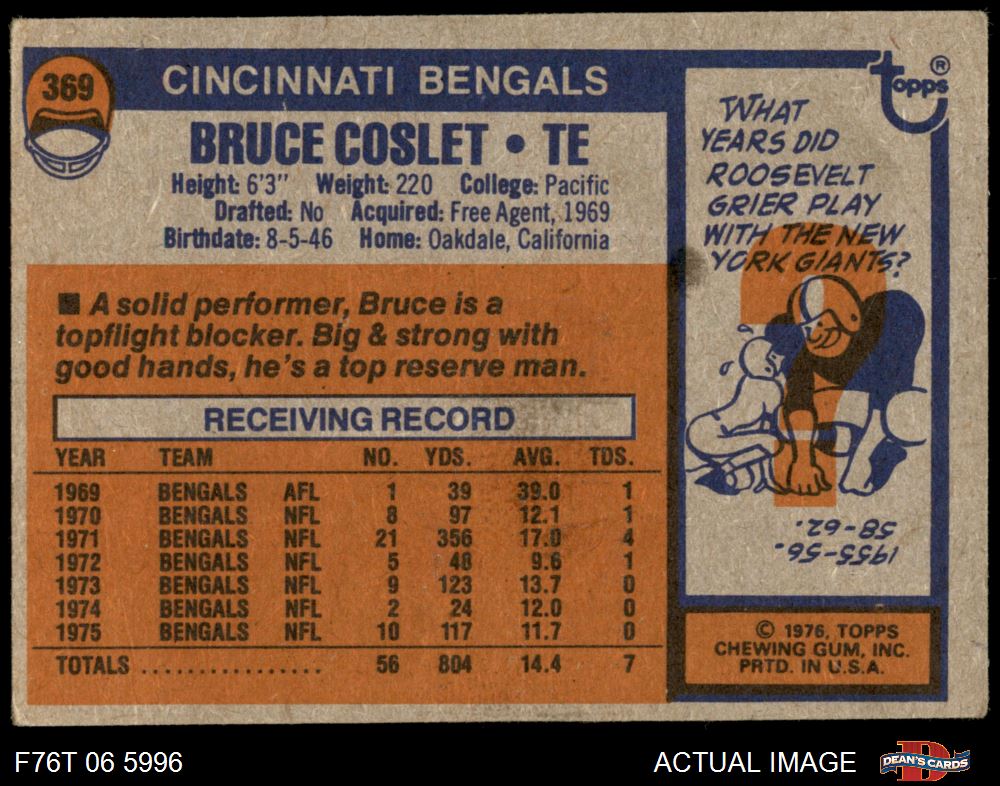 369
CINCINNATI BENGALS
BRUCE COSLET • TE
Height: 6'3" Weight: 220 College: Pacific
Drafted: No Acquired: Free Agent, 1969
Birthdate: 8-5-46 Home: Oakdale, California
■ A solid performer, Bruce is a
topflight blocker. Big & strong with
good hands, he's a top reserve man.
RECEIVING RECORD
YEAR TEAM NO. YDS. AVG. TDS.
1969 BENGALS AFL 1 39 39.0 1
1970 BENGALS NFL 8 97 12.1 1
1971 BENGALS NFL 21 356 17.0 4
1972 BENGALS NFL 5 48 9.6 1
1973 BENGALS NFL 9 123 13.7 0
1974 BENGALS NFL 2 24 12.0 0
1975 BENGALS NFL 10 117 11.7 0
TOTALS .................. 56 804 14.4 7
Topps ®
WHAT
YEARS DID
ROOSEVELT
GRIER PLAY
WITH THE NEW
YORK GIANTS?
?
1955-56.
58-62.
© 1976, TOPPS
CHEWING GUM, INC.
PRTD. IN U.S.A.
F76T 06 5996
ACTUAL IMAGE
D
DEAN'S CARDS